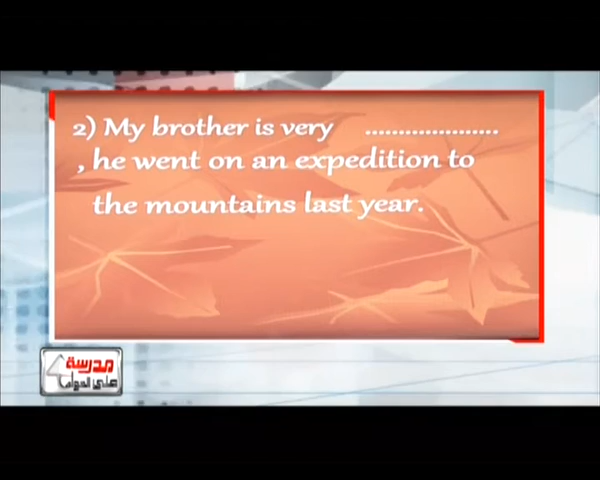 2) My brother is very ....................
, he went on an expedition to
the mountains last year.
مدرسة
على الهواء